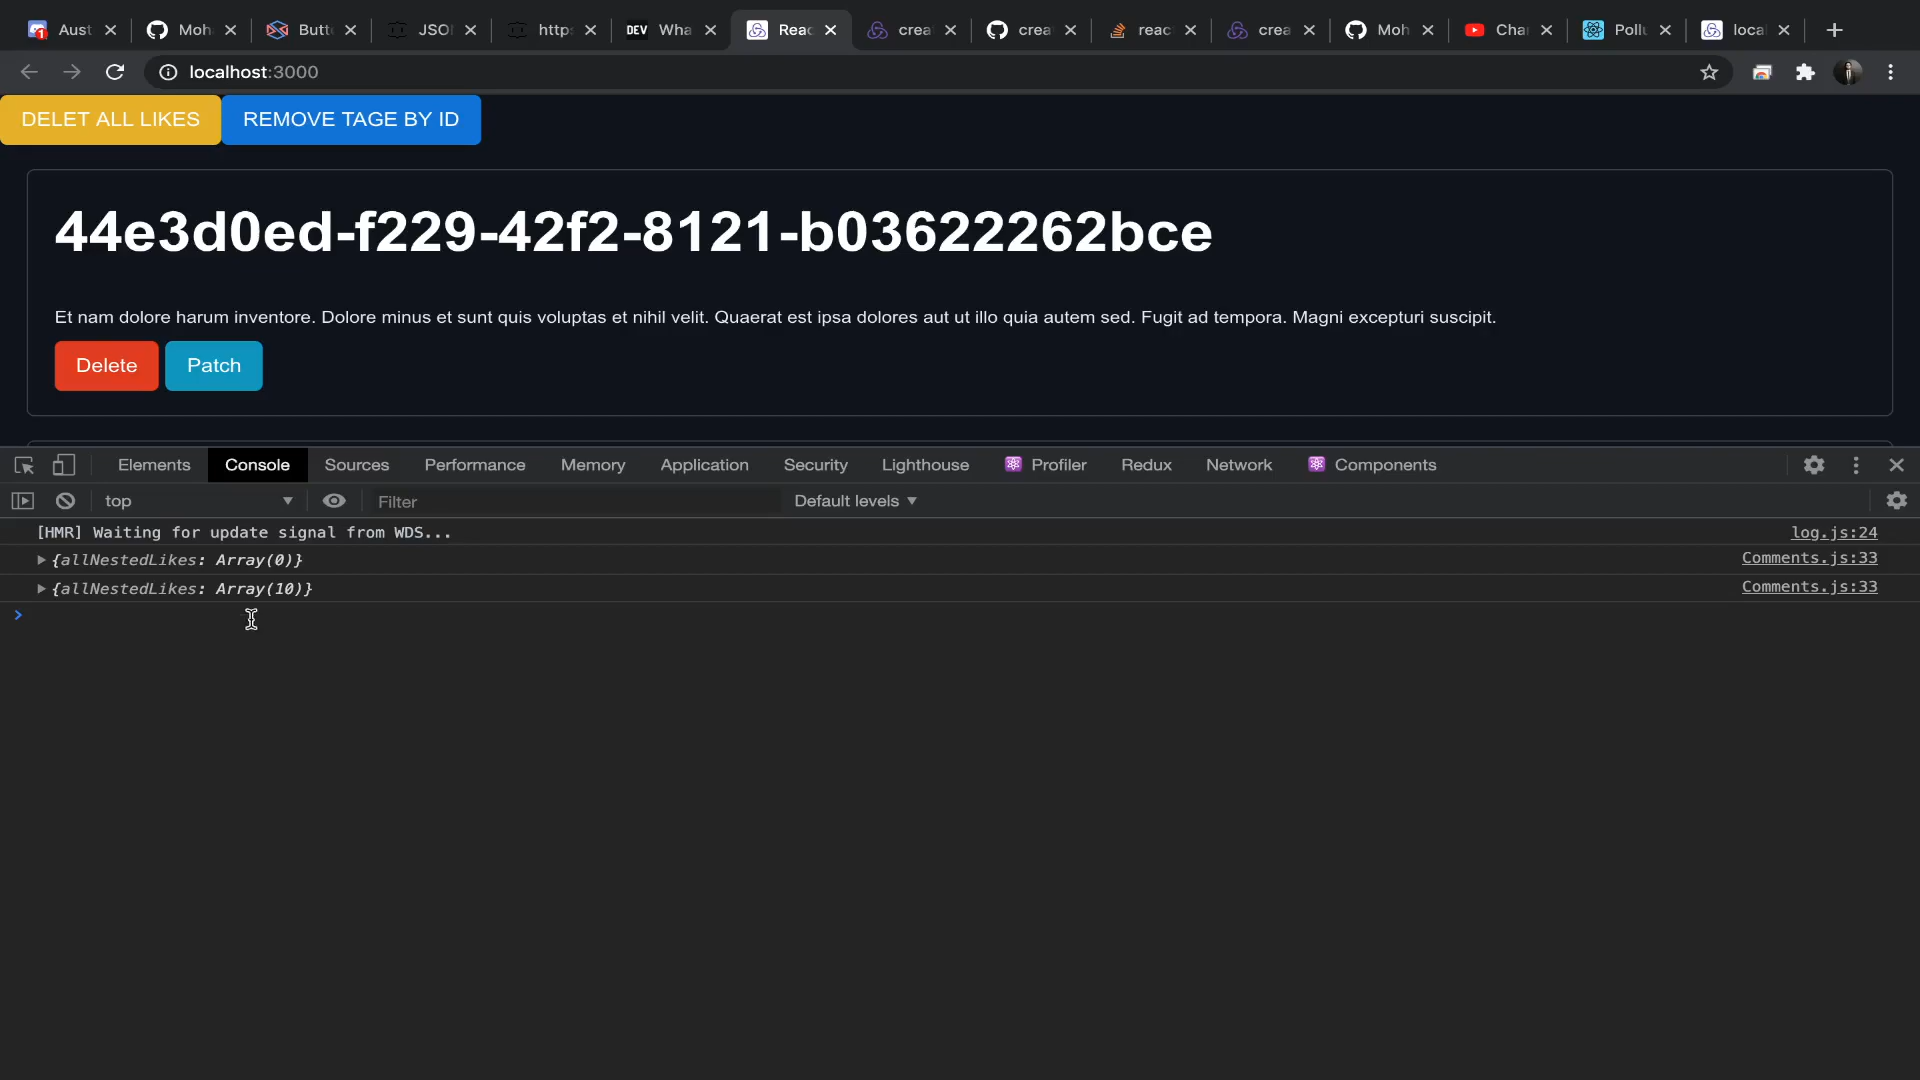 Aust Moh Butt JSO http DEV Wha Reac crea crea reac crea Moh Char Pollu loca
localhost:3000
DELET ALL LIKES REMOVE TAGE BY ID
44e3d0ed-f229-42f2-8121-b03622262bce
Et nam dolore harum inventore. Dolore minus et sunt quis voluptas et nihil velit. Quaerat est ipsa dolores aut ut illo quia autem sed. Fugit ad tempora. Magni excepturi suscipit.
Delete Patch
Elements Console Sources Performance Memory Application Security Lighthouse Profiler Redux Network Components
top Filter Default levels
[HMR] Waiting for update signal from WDS... log.js:24
{allNestedLikes: Array(0)} Comments.js:33
{allNestedLikes: Array(10)} Comments.js:33